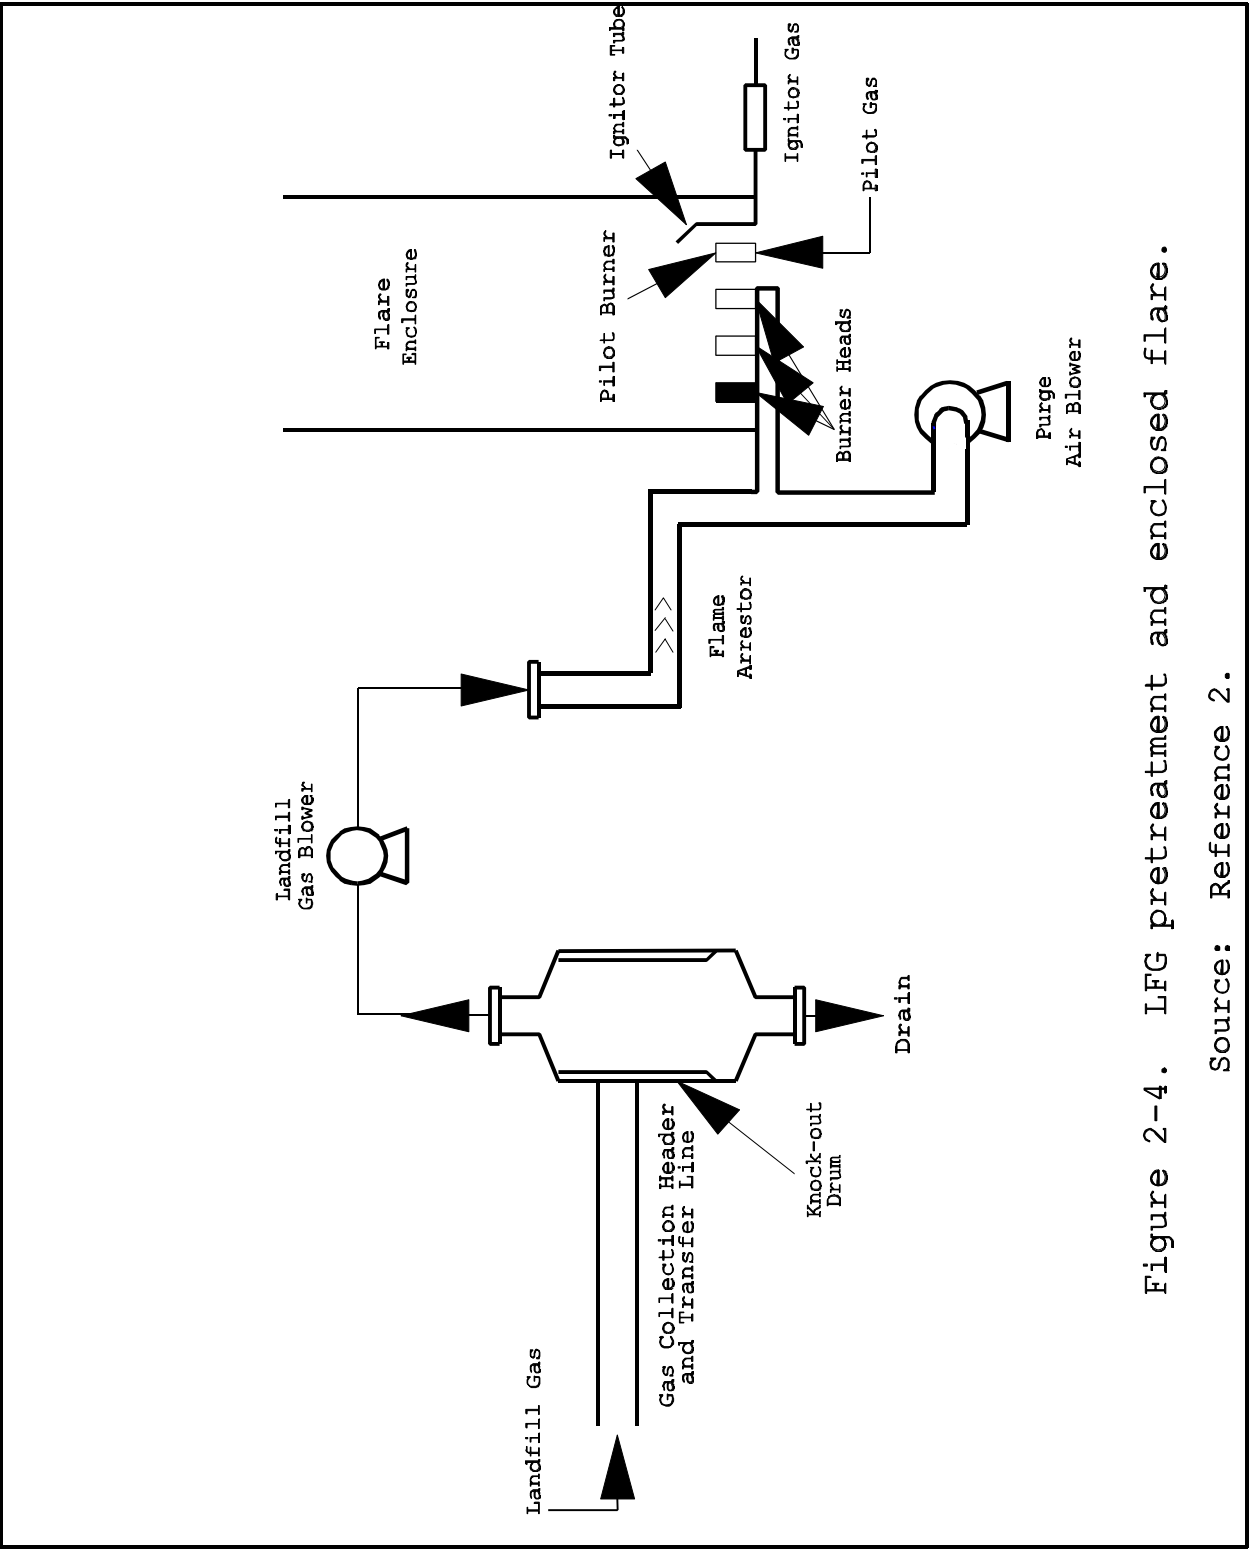 Landfill Gas
Gas Collection Header
and Transfer Line
Knock-out
Drum
Drain
Landfill
Gas Blower
Flame
Arrestor
Flare
Enclosure
Pilot Burner
Ignitor Tube
Ignitor Gas
Pilot Gas
Burner Heads
Purge
Air Blower
Figure 2-4. LFG pretreatment and enclosed flare.
Source: Reference 2.